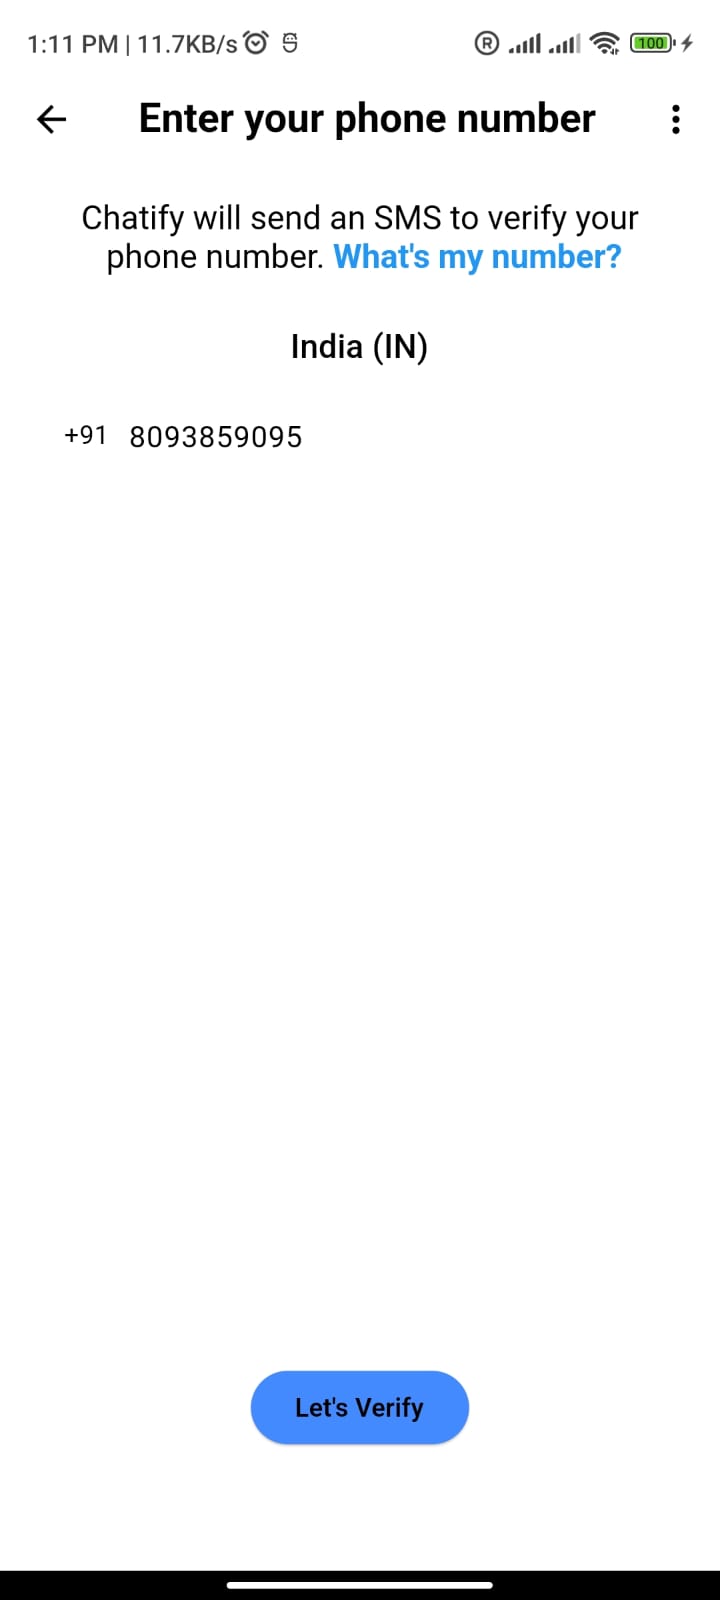 1:11 PM | 11.7KB/s
R
100
Enter your phone number
Chatify will send an SMS to verify your
phone number. What's my number?
India (IN)
+91 8093859095
Let's Verify